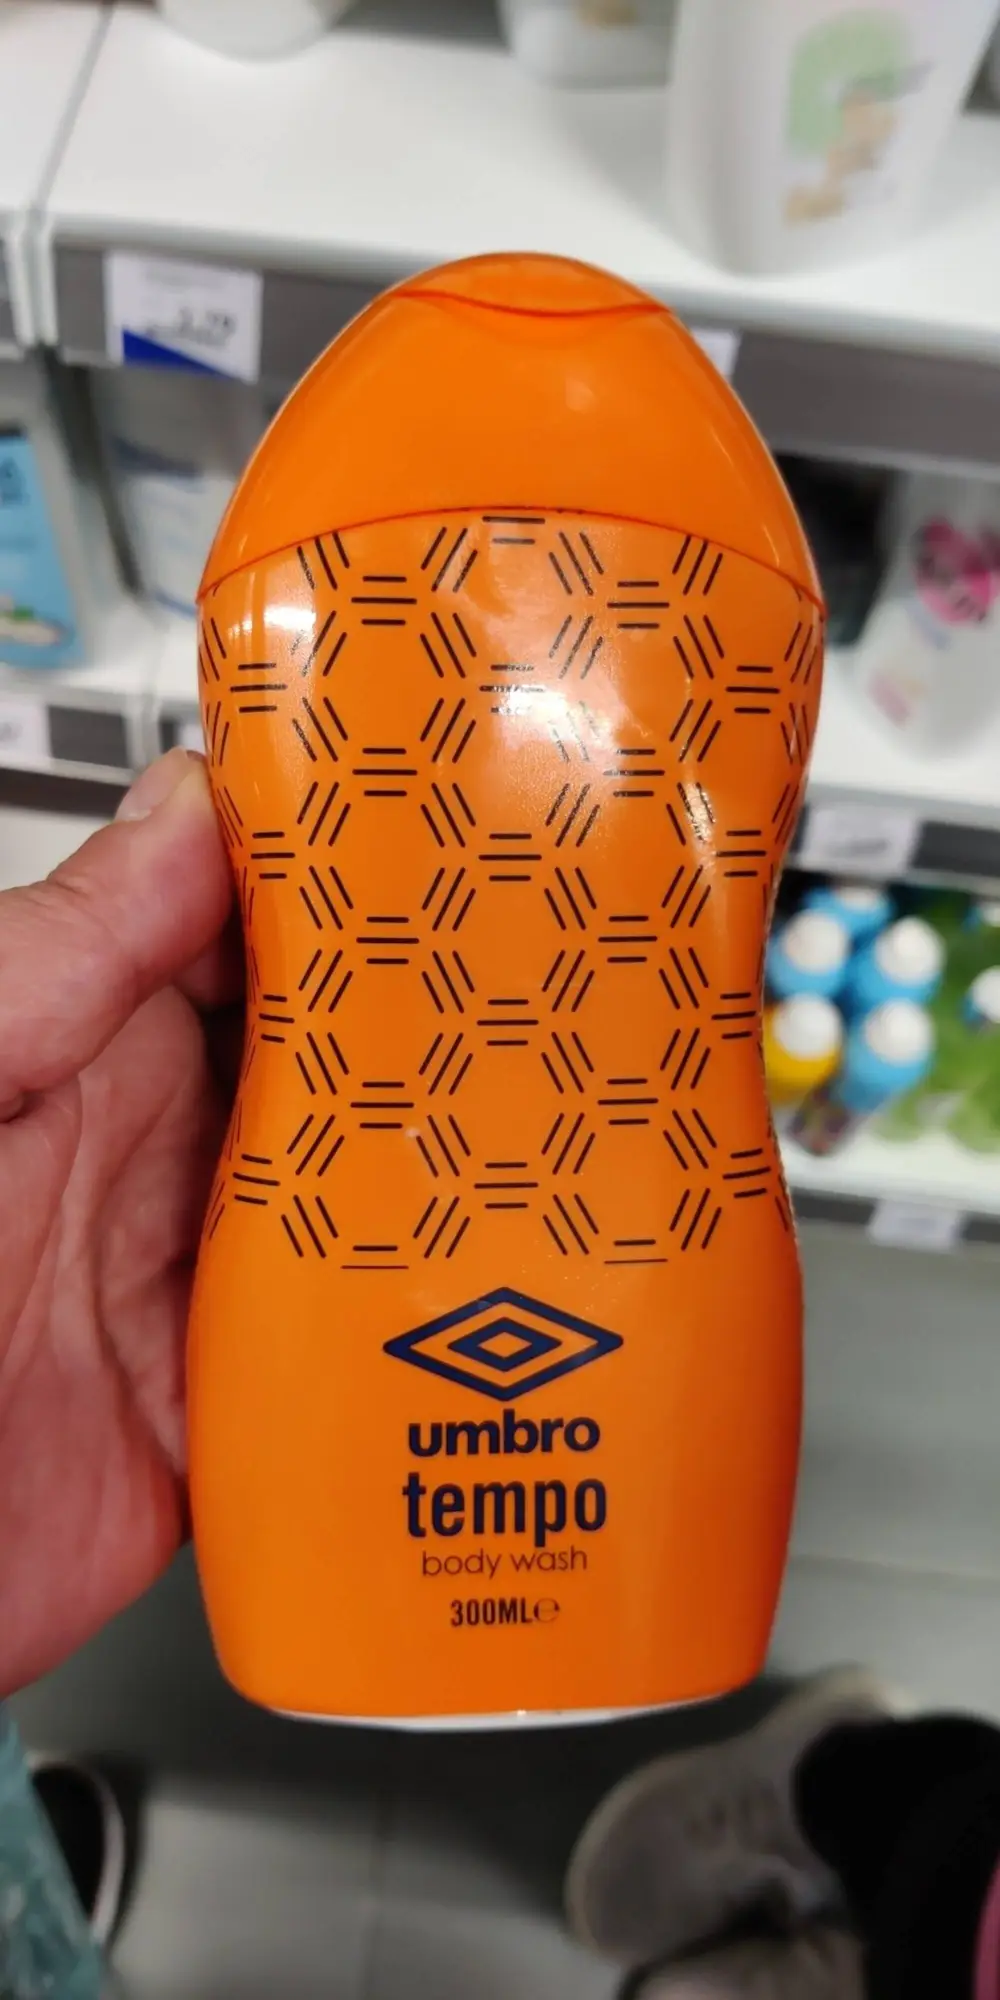 umbro
tempo
body wash
300ML℮